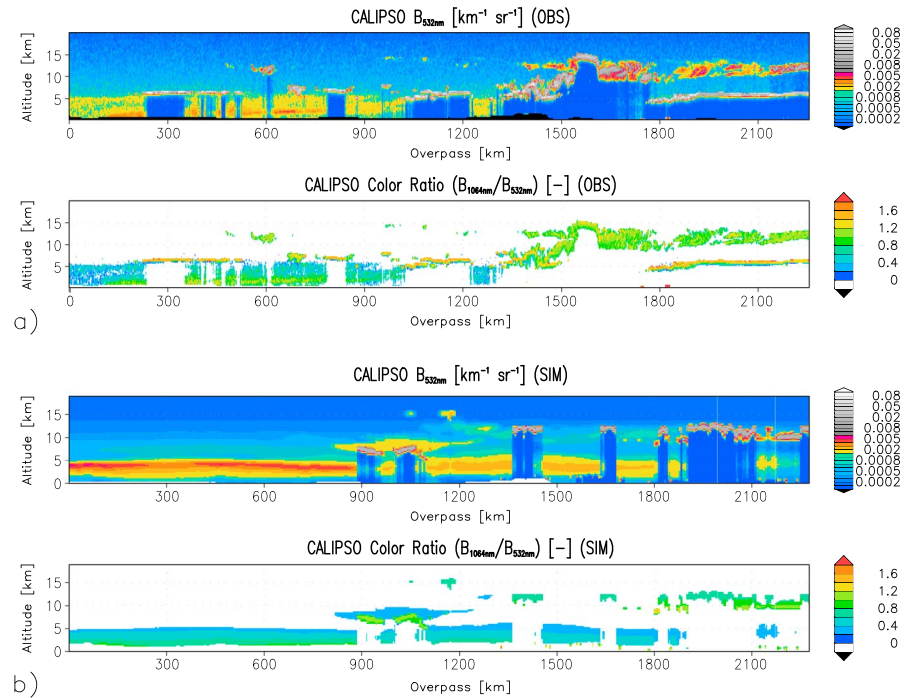 CALIPSO B532nm [km⁻¹ sr⁻¹] (OBS)
Altitude [km]
15
10
5
0 300 600 900 1200 1500 1800 2100
Overpass [km]
0.08
0.02
0.008
0.005
0.002
0.0005
0.0002
CALIPSO Color Ratio (B1064nm/B532nm) [-] (OBS)
Altitude [km]
15
10
5
0 300 600 900 1200 1500 1800 2100
Overpass [km]
1.6
1.2
0.8
0.4
0
a)
CALIPSO B532nm [km⁻¹ sr⁻¹] (SIM)
Altitude [km]
15
10
5
0
300 600 900 1200 1500 1800 2100
Overpass [km]
0.08
0.05
0.02
0.008
0.005
0.002
0.0005
0.0002
CALIPSO Color Ratio (B1064nm/B532nm) [-] (SIM)
Altitude [km]
15
10
5
0
300 600 900 1200 1500 1800 2100
Overpass [km]
1.6
1.2
0.8
0.4
0
b)